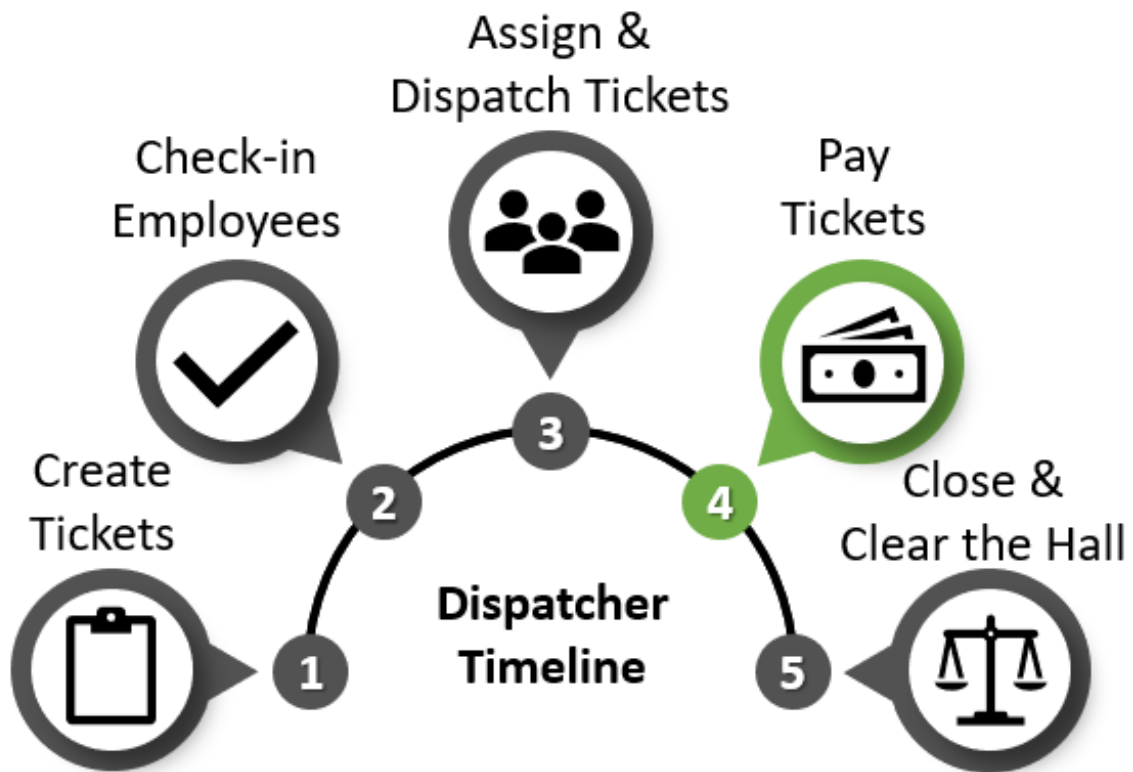 Create
Tickets
1
Check-in
Employees
2
Assign &
Dispatch Tickets
3
Pay
Tickets
4
Close &
Clear the Hall
5
Dispatcher
Timeline